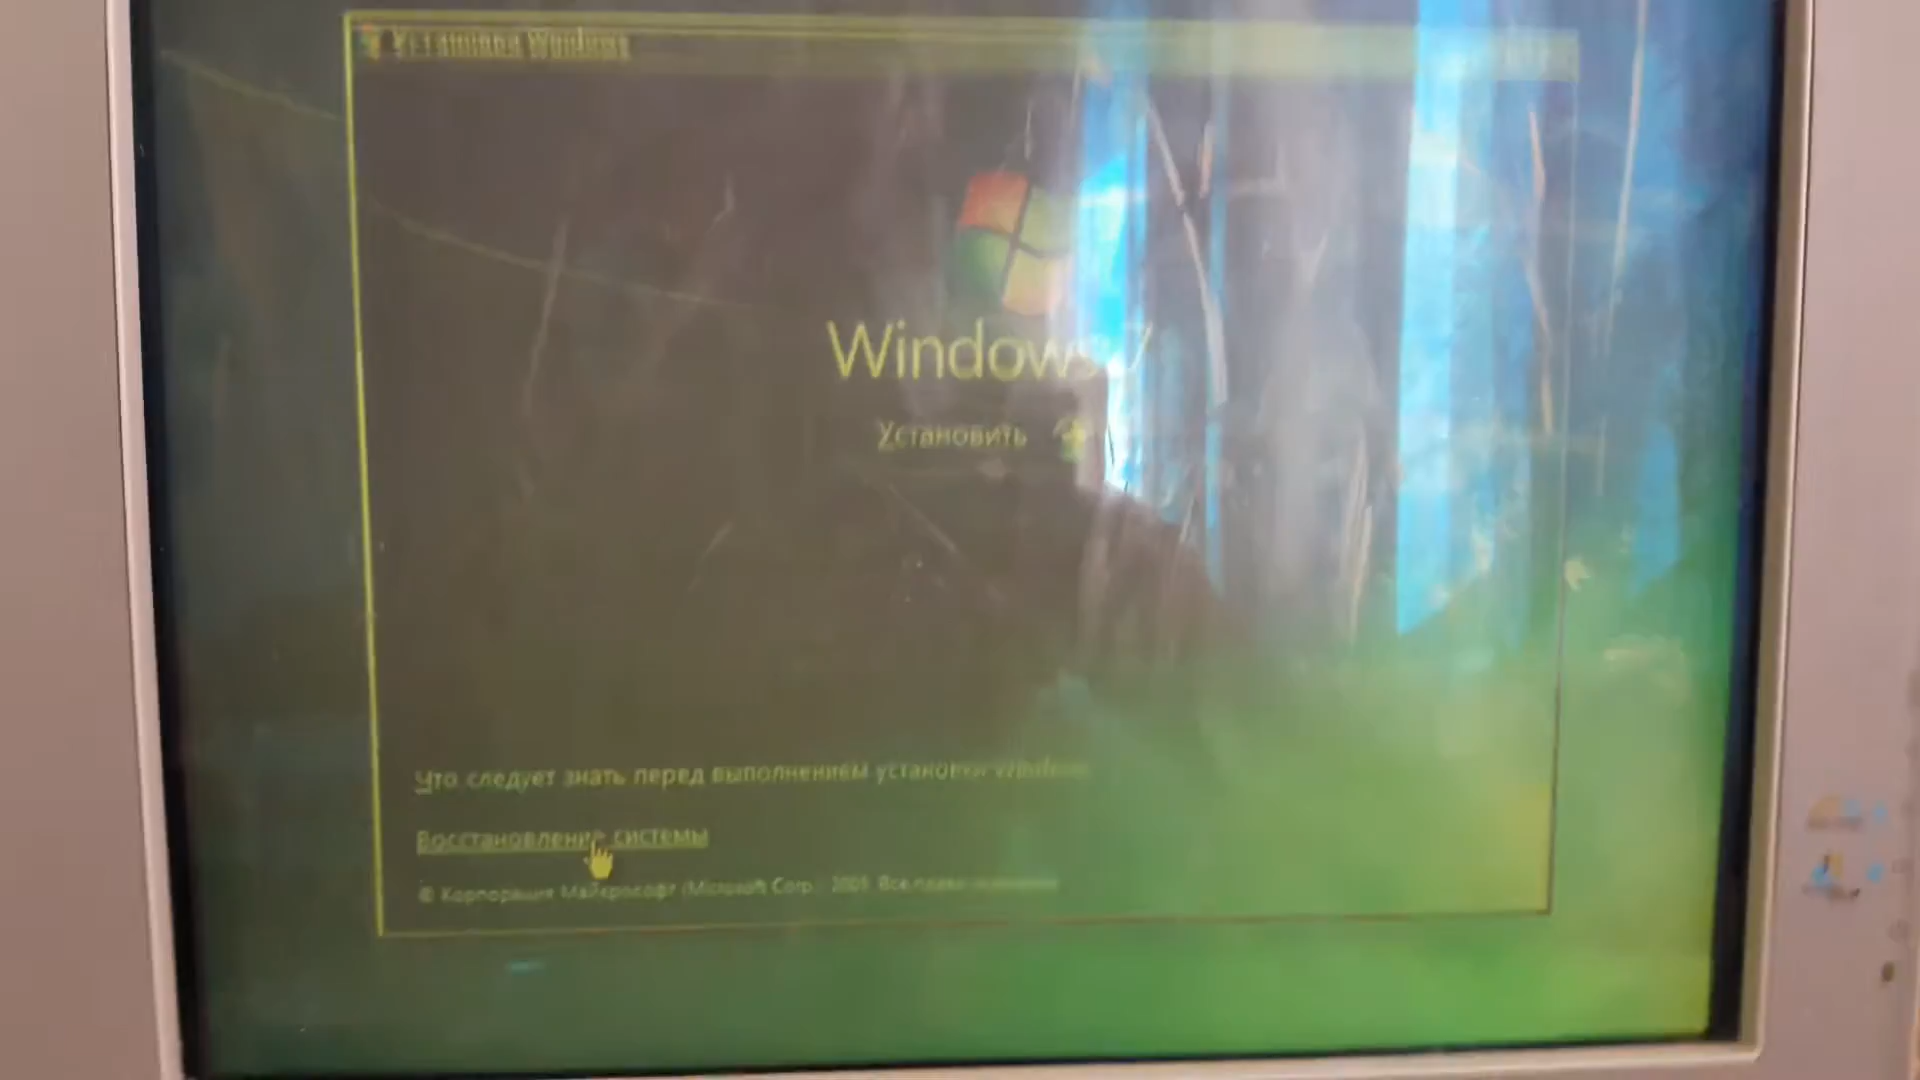 Установка Windows
Windows 7
Установить
Что следует знать перед выполнением установки Windows
Восстановление системы
© Корпорация Майкрософт (Microsoft Corp.), 2009. Все права